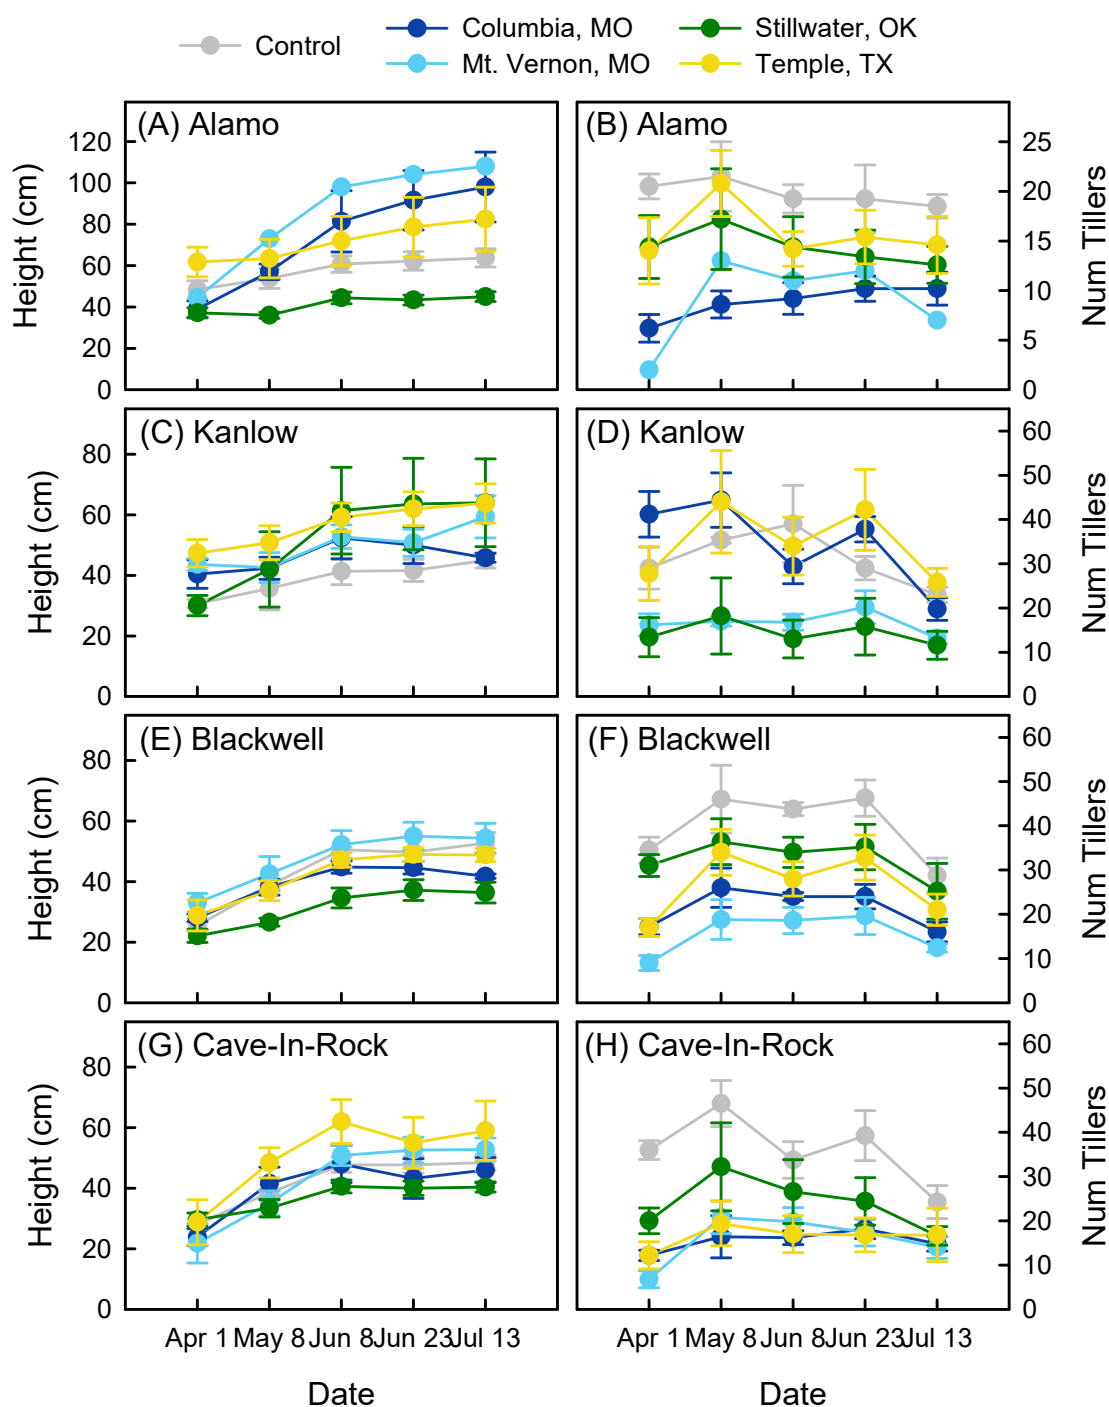 Control
Columbia, MO
Stillwater, OK
Mt. Vernon, MO
Temple, TX
(A) Alamo
(B) Alamo
Height (cm)
120
100
80
60
40
20
0
25
20
15
10
5
0
Num Tillers
(C) Kanlow
(D) Kanlow
Height (cm)
80
60
40
20
0
60
50
40
30
20
10
0
Num Tillers
(E) Blackwell
(F) Blackwell
Height (cm)
80
60
40
20
0
60
50
40
30
20
10
0
Num Tillers
(G) Cave-In-Rock
(H) Cave-In-Rock
Height (cm)
80
60
40
20
0
60
50
40
30
20
10
0
Num Tillers
Apr 1 May 8 Jun 8 Jun 23 Jul 13
Apr 1 May 8 Jun 8 Jun 23 Jul 13
Date
Date